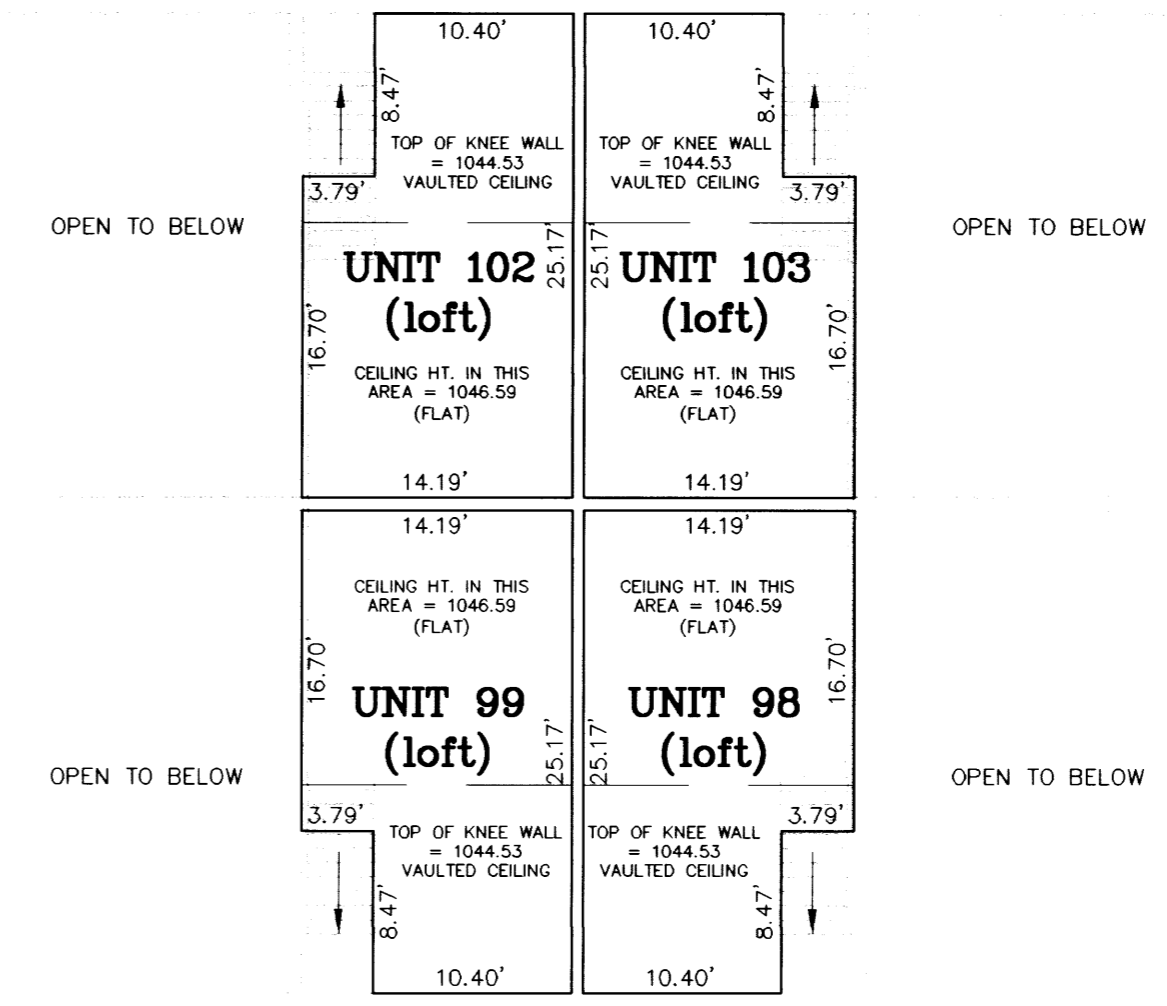 10.40'
10.40'
8.47'
8.47'
TOP OF KNEE WALL
= 1044.53
VAULTED CEILING
TOP OF KNEE WALL
= 1044.53
VAULTED CEILING
3.79'
3.79'
OPEN TO BELOW
OPEN TO BELOW
25.17'
25.17'
UNIT 102
(loft)
UNIT 103
(loft)
16.70'
16.70'
CEILING HT. IN THIS
AREA = 1046.59
(FLAT)
CEILING HT. IN THIS
AREA = 1046.59
(FLAT)
14.19'
14.19'
14.19'
14.19'
CEILING HT. IN THIS
AREA = 1046.59
(FLAT)
CEILING HT. IN THIS
AREA = 1046.59
(FLAT)
16.70'
16.70'
UNIT 99
(loft)
UNIT 98
(loft)
25.17'
25.17'
OPEN TO BELOW
OPEN TO BELOW
3.79'
3.79'
TOP OF KNEE WALL
= 1044.53
VAULTED CEILING
TOP OF KNEE WALL
= 1044.53
VAULTED CEILING
8.47'
8.47'
10.40'
10.40'